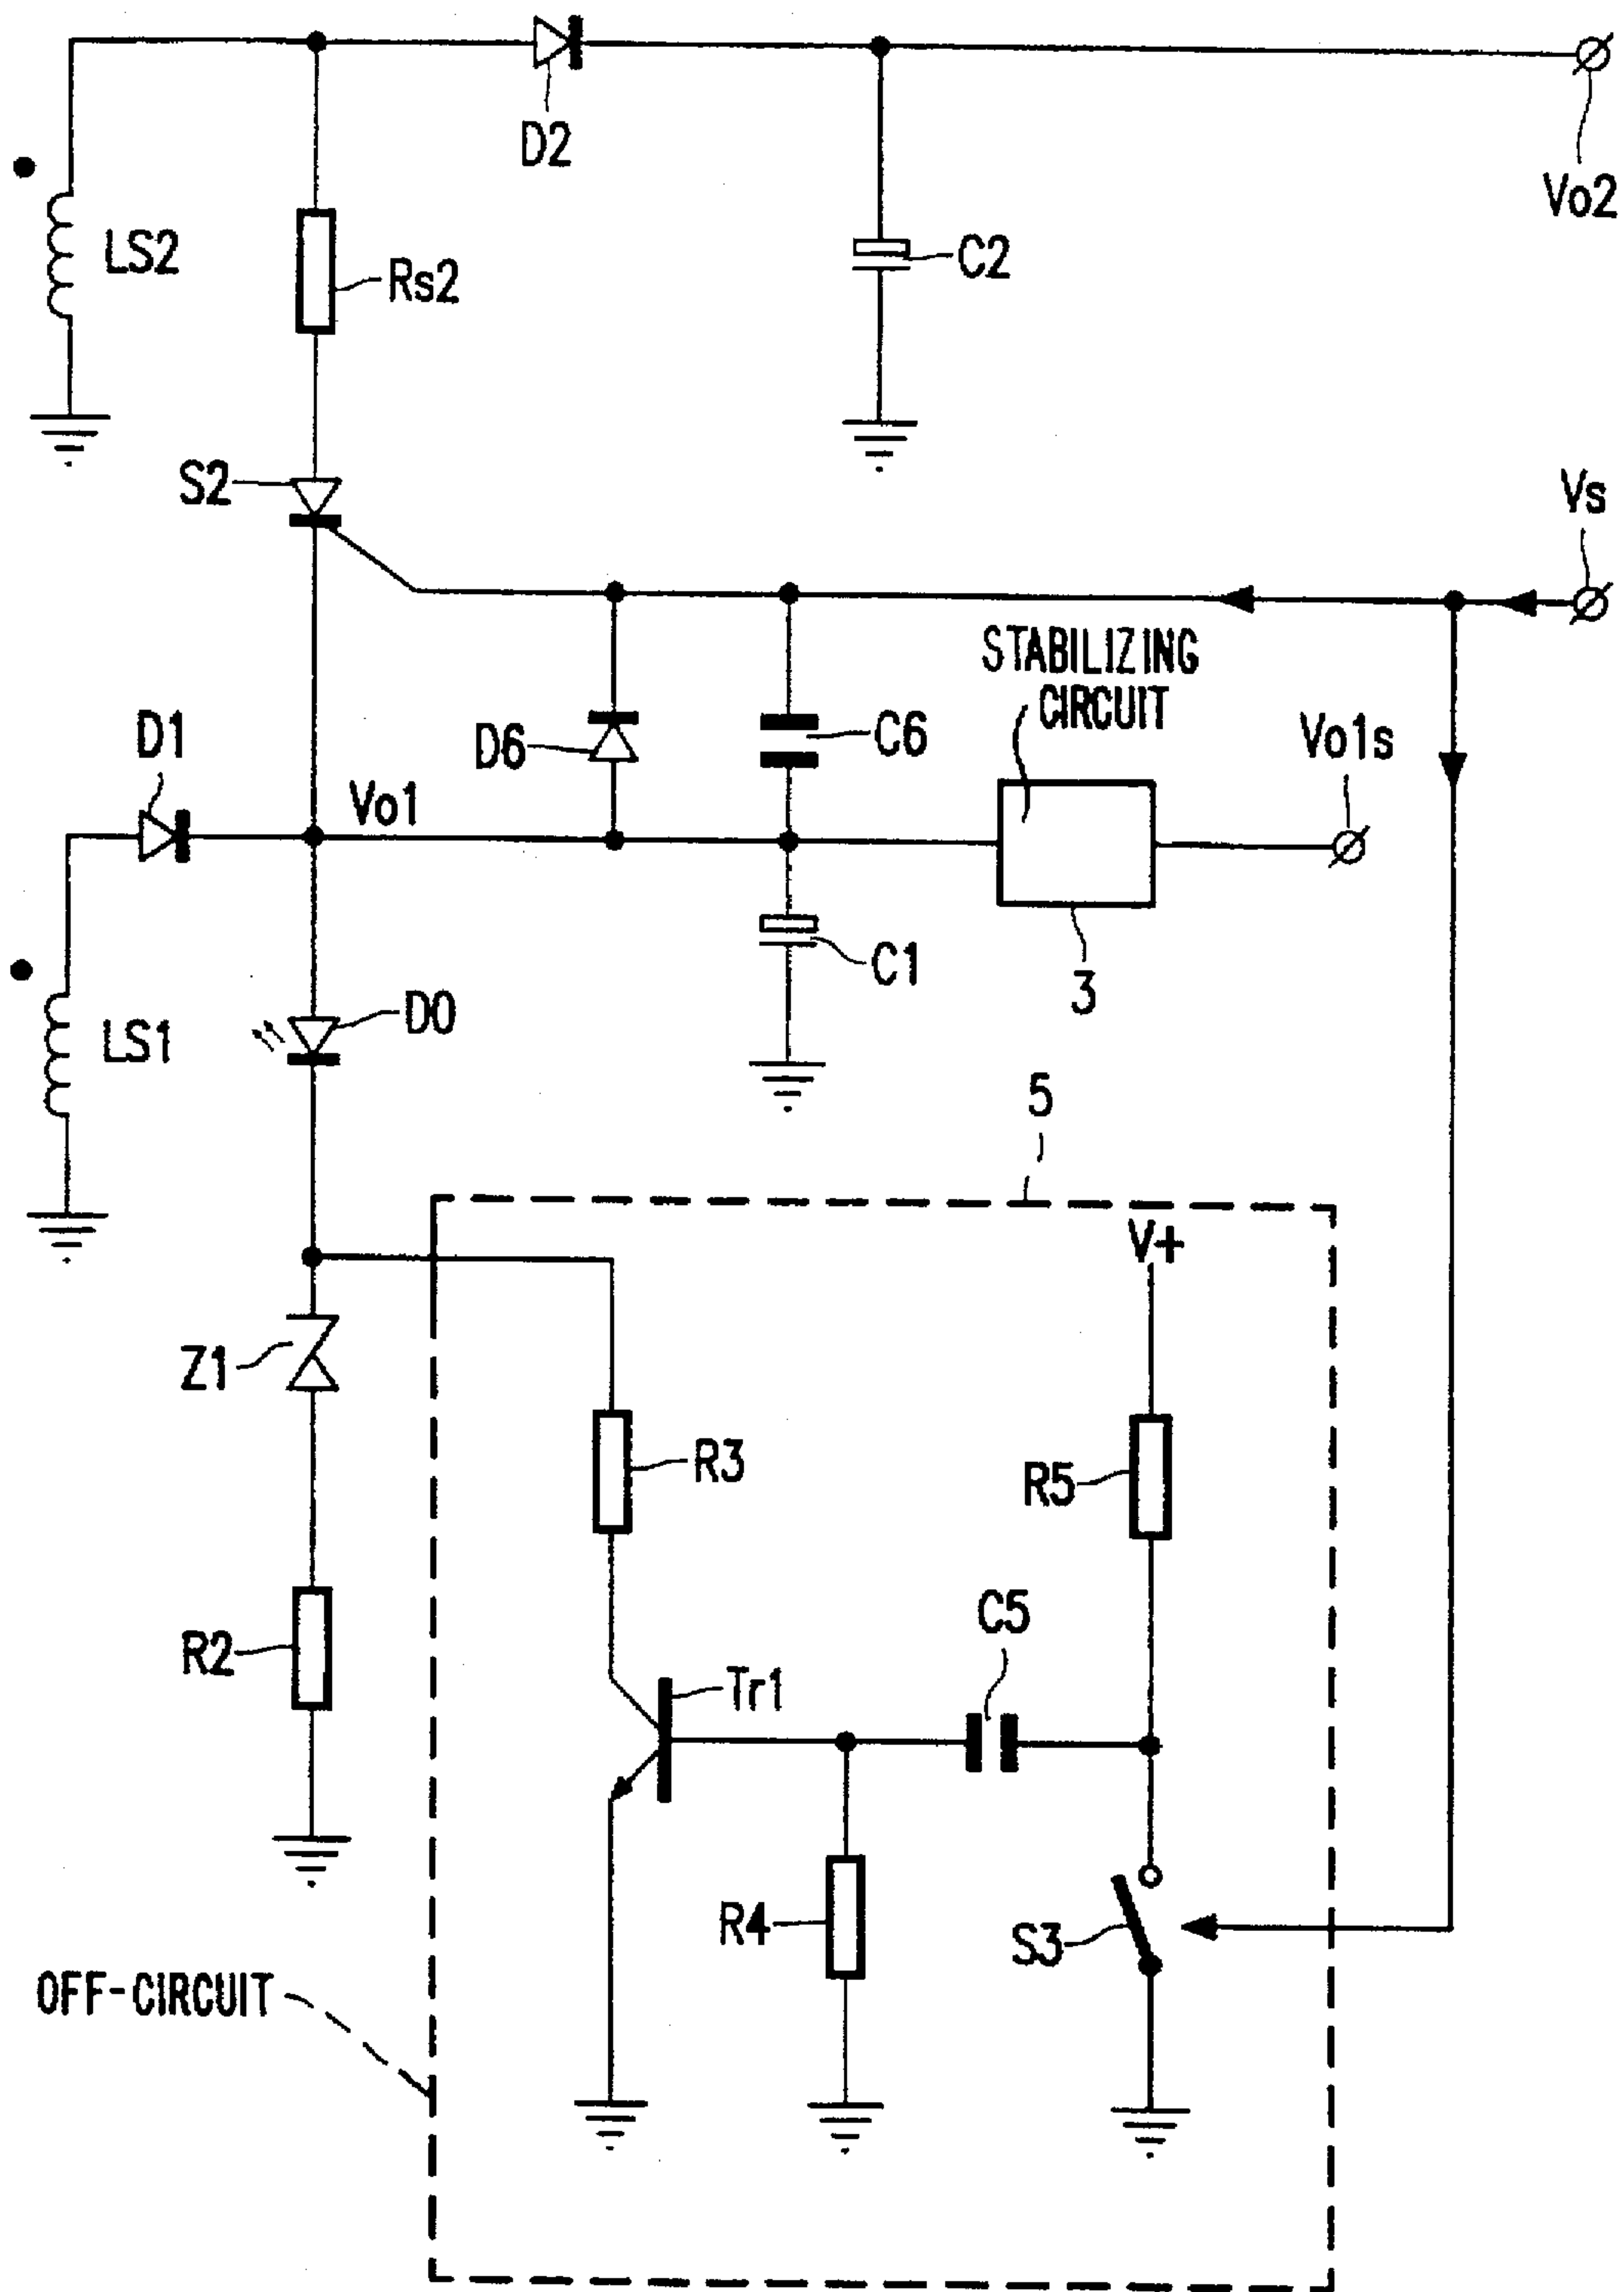 D2
Vo2
LS2
Rs2
C2
S2
Vs
STABILIZING
CIRCUIT
D1
D6
C6
Vo1s
Vo1
C1
3
LS1
D0
5
V+
Z1
R3
R5
C5
R2
Tr1
R4
S3
OFF-CIRCUIT